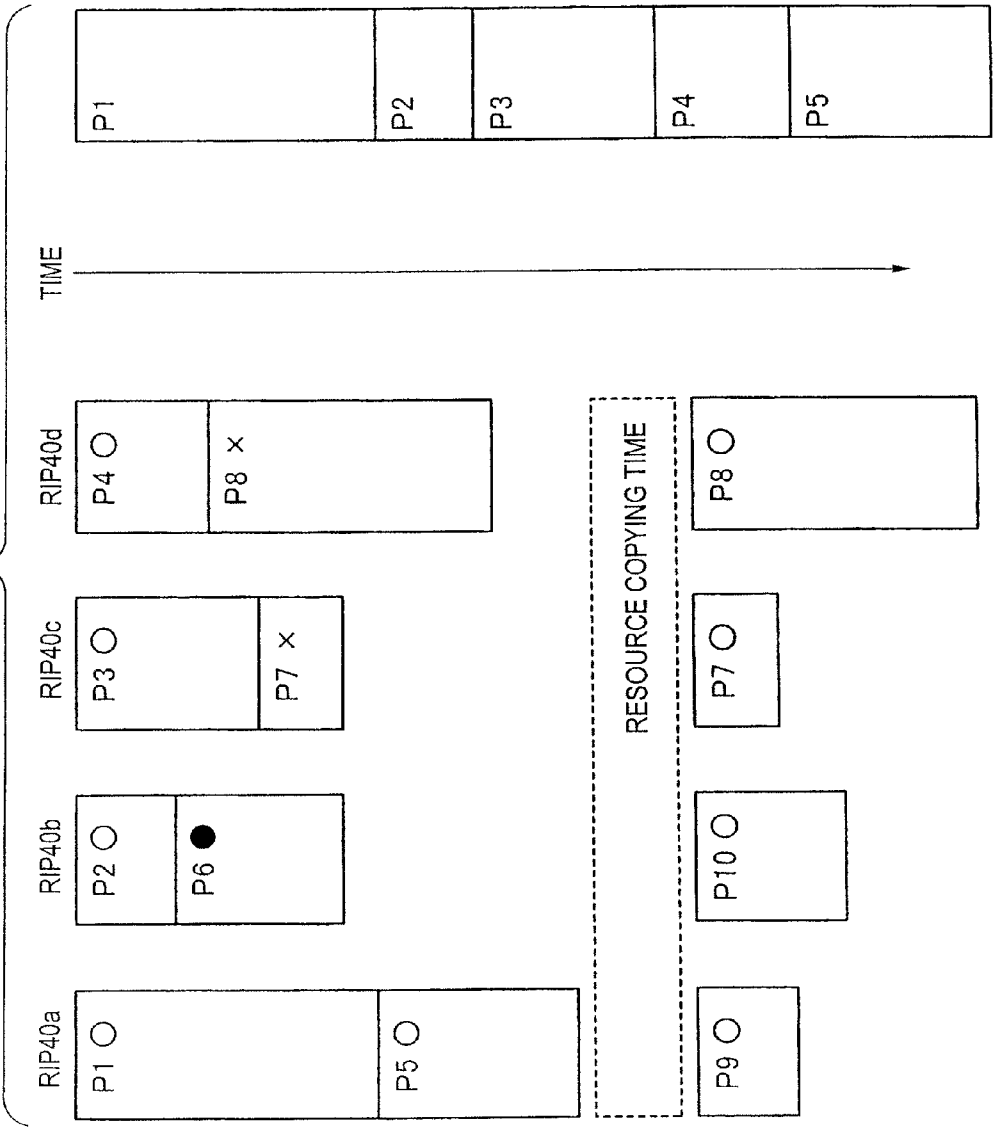 RIP40a
RIP40b
RIP40c
RIP40d
TIME
P1 ○
P2 ○
P3 ○
P4 ○
P1
P6 ●
P7 ×
P8 ×
P5 ○
P2
P3
RESOURCE COPYING TIME
P4
P9 ○
P10 ○
P7 ○
P8 ○
P5